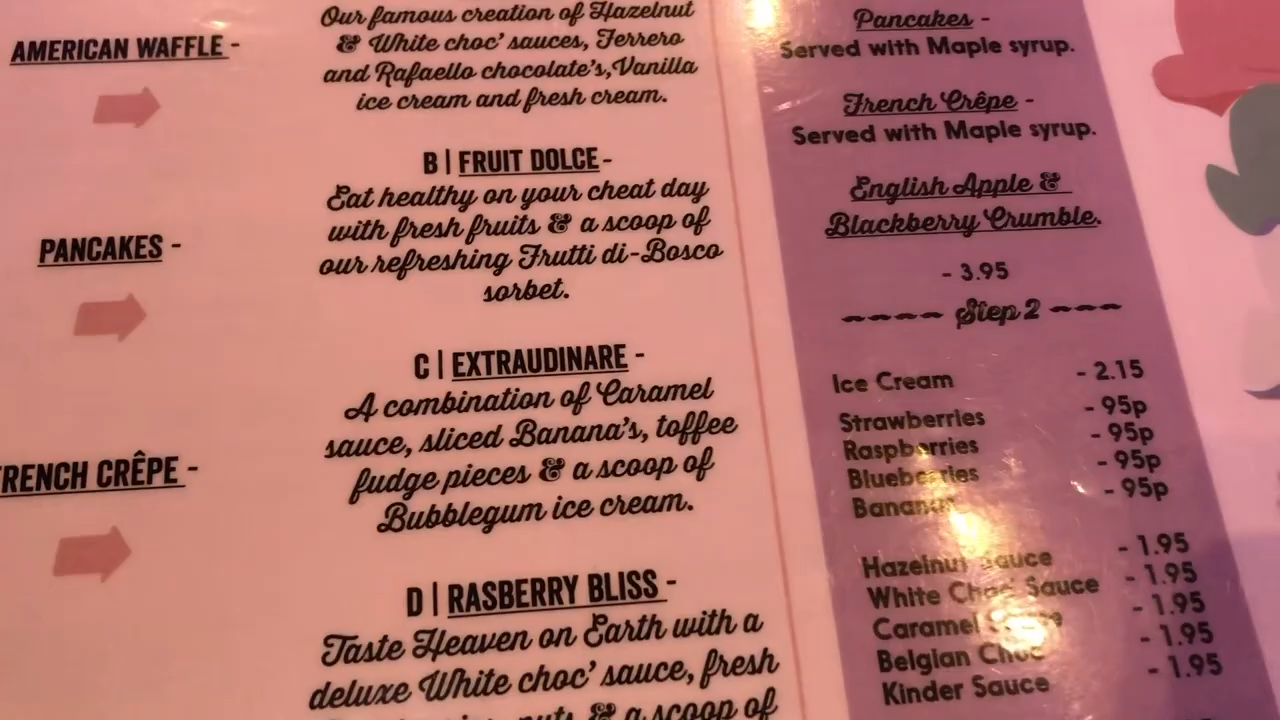 AMERICAN WAFFLE -
PANCAKES -
RENCH CRÊPE -
Our famous creation of Hazelnut
& White choc' sauces, Ferrero
and Rafaello chocolate's, Vanilla
ice cream and fresh cream.
B | FRUIT DOLCE -
Eat healthy on your cheat day
with fresh fruits & a scoop of
our refreshing Frutti di-Bosco
sorbet.
C | EXTRAUDINARE -
A combination of Caramel
sauce, sliced Banana's, toffee
fudge pieces & a scoop of
Bubblegum ice cream.
D | RASBERRY BLISS -
Taste Heaven on Earth with a
deluxe White choc' sauce, fresh
nuts & a scoop of
Pancakes -
Served with Maple syrup.
French Crêpe -
Served with Maple syrup.
English Apple &
Blackberry Crumble.
- 3.95
---- Step 2 ----
Ice Cream - 2.15
Strawberries - 95p
Raspberries - 95p
Blueberries - 95p
Bananas - 95p
Hazelnut Sauce - 1.95
White Choc' Sauce - 1.95
Caramel Sauce - 1.95
Belgian Choc - 1.95
Kinder Sauce - 1.95